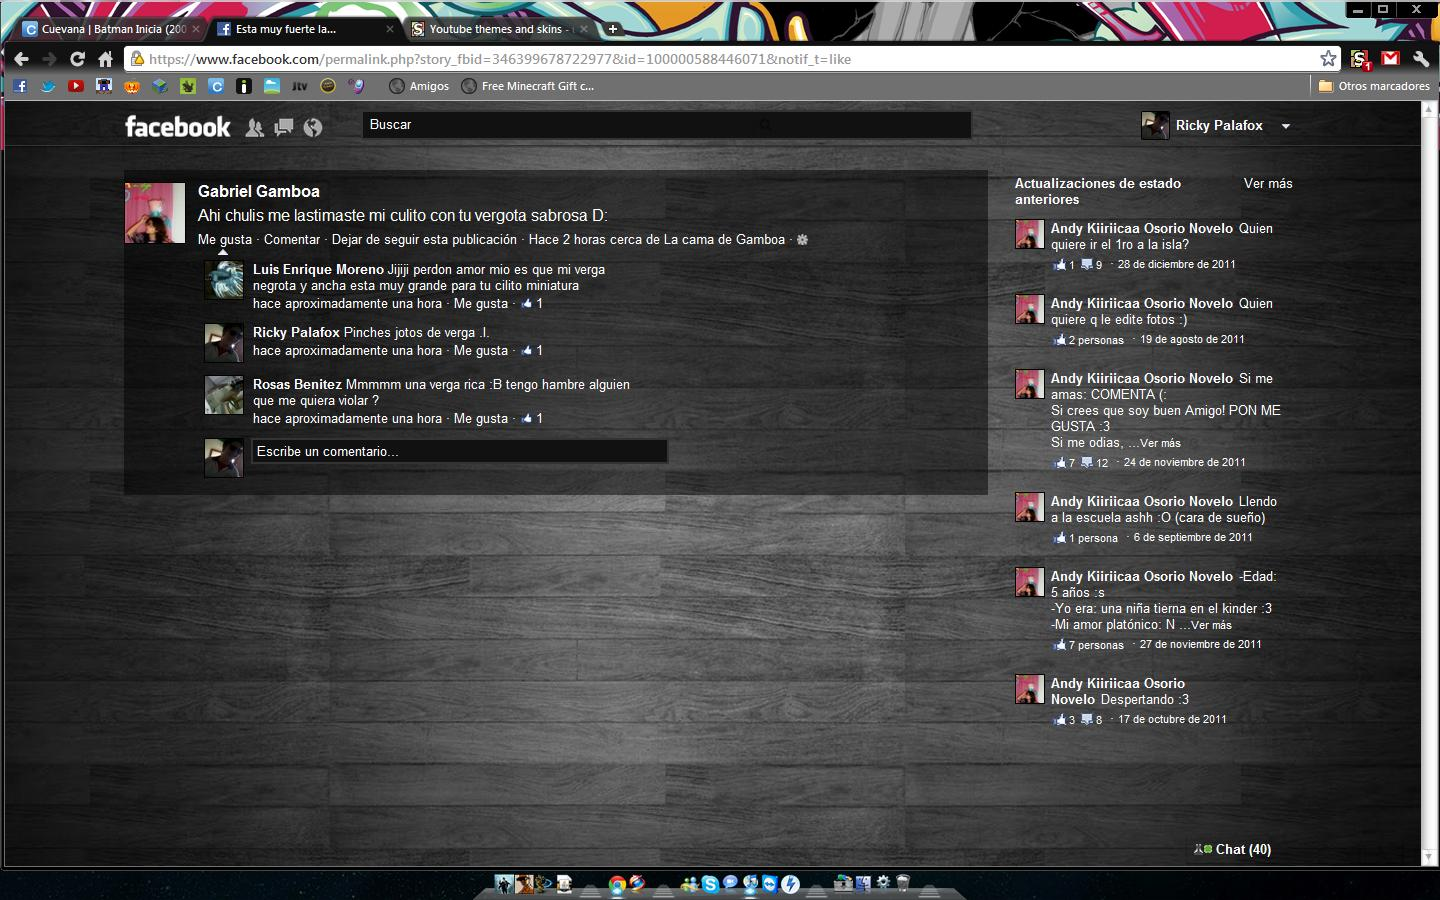 Cuevana | Batman Inicia (200
Esta muy fuerte la...
Youtube themes and skins -
https://www.facebook.com/permalink.php?story_fbid=346399678722977&id=100000588446071&notif_t=like
Jtv
Amigos
Free Minecraft Gift c...
Otros marcadores
facebook
Buscar
Ricky Palafox
Gabriel Gamboa
Ahi chulis me lastimaste mi culito con tu vergota sabrosa D:
Me gusta · Comentar · Dejar de seguir esta publicación · Hace 2 horas cerca de La cama de Gamboa ·
Luis Enrique Moreno Jijiji perdon amor mio es que mi verga
negrota y ancha esta muy grande para tu cilito miniatura
hace aproximadamente una hora · Me gusta · 1
Ricky Palafox Pinches jotos de verga .l.
hace aproximadamente una hora · Me gusta · 1
Rosas Benitez Mmmmm una verga rica :B tengo hambre alguien
que me quiera violar ?
hace aproximadamente una hora · Me gusta · 1
Escribe un comentario...
Actualizaciones de estado
anteriores
Ver más
Andy Kiiriicaa Osorio Novelo Quien
quiere ir el 1ro a la isla?
1 9 · 28 de diciembre de 2011
Andy Kiiriicaa Osorio Novelo Quien
quiere q le edite fotos :)
2 personas · 19 de agosto de 2011
Andy Kiiriicaa Osorio Novelo Si me
amas: COMENTA (:
Si crees que soy buen Amigo! PON ME
GUSTA :3
Si me odias, ...Ver más
7 12 · 24 de noviembre de 2011
Andy Kiiriicaa Osorio Novelo Llendo
a la escuela ashh :O (cara de sueño)
1 persona · 6 de septiembre de 2011
Andy Kiiriicaa Osorio Novelo -Edad:
5 años :s
-Yo era: una niña tierna en el kinder :3
-Mi amor platónico: N ...Ver más
7 personas · 27 de noviembre de 2011
Andy Kiiriicaa Osorio
Novelo Despertando :3
3 8 · 17 de octubre de 2011
Chat (40)